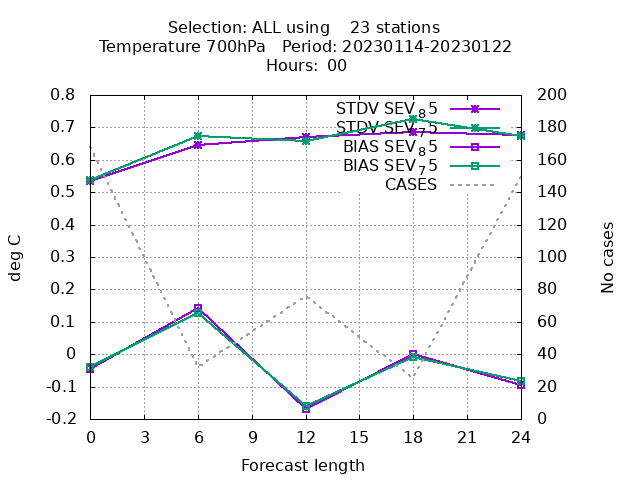 Selection: ALL using    23 stations
Temperature 700hPa   Period: 20230114-20230122
Hours: 00
0.8
0.7
0.6
0.5
0.4
0.3
0.2
0.1
0
-0.1
-0.2
deg C
STDV SEV₈5
STDV SEV₇5
BIAS SEV₈5
BIAS SEV₇5
CASES
200
180
160
140
120
100
80
60
40
20
0
No cases
0 3 6 9 12 15 18 21 24
Forecast length